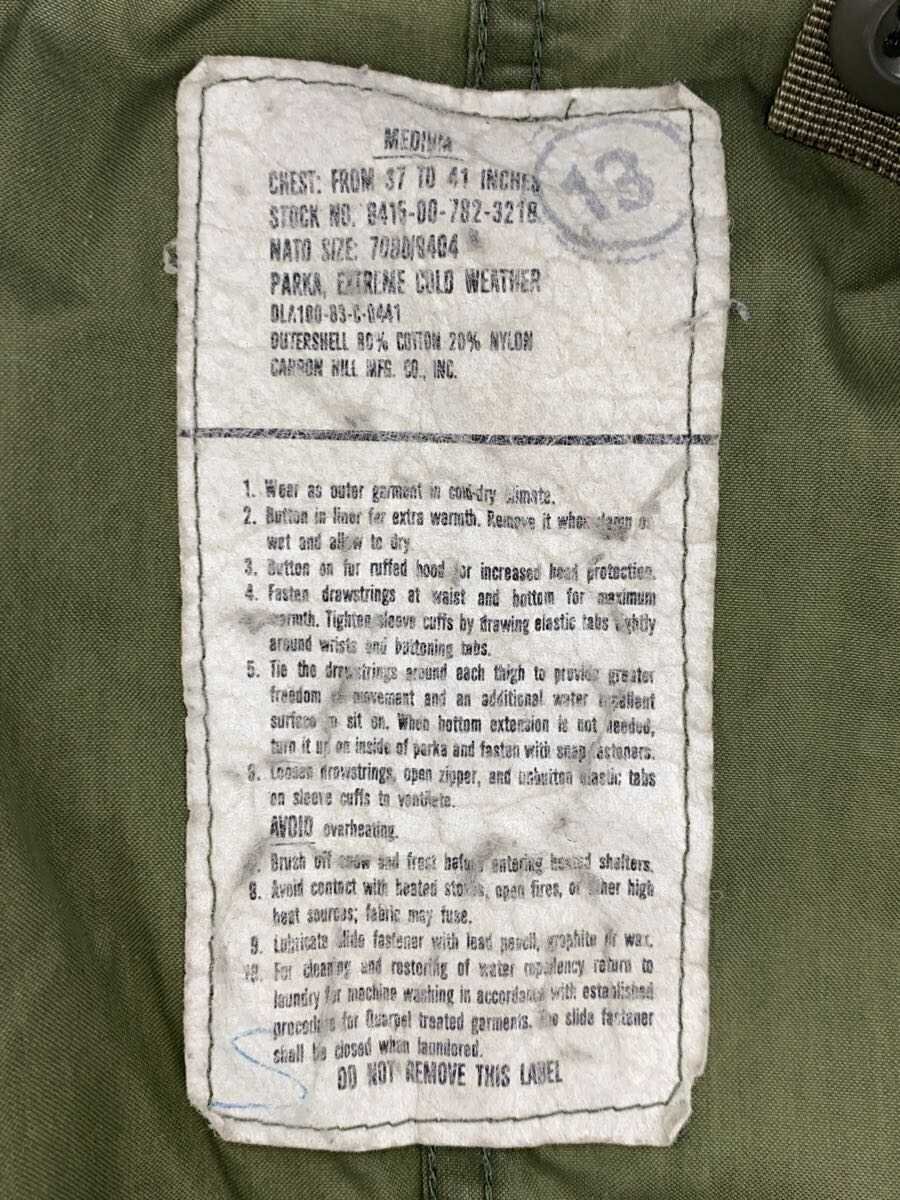 MEDIUM
13
CHEST: FROM 37 TO 41 INCHES
STOCK NO. 8415-00-782-3218
NATO SIZE: 7080/9404
PARKA, EXTREME COLD WEATHER
DLA100-83-C-0441
OUTERSHELL 80% COTTON 20% NYLON
CARBON HILL MFG. CO., INC.
1. Wear as outer garment in cold-dry climate.
2. Button in liner for extra warmth. Remove it when damp or
wet and allow to dry
3. Button on fur ruffed hood for increased head protection.
4. Fasten drawstrings at waist and bottom for maximum
warmth. Tighten sleeve cuffs by drawing elastic tabs tightly
around wrists and buttoning tabs.
5. Tie the drawstrings around each thigh to provide greater
freedom of movement and an additional water repellent
surface to sit on. When bottom extension is not needed,
turn it up on inside of parka and fasten with snap fasteners.
6. Loosen drawstrings, open zipper, and unbutton elastic tabs
on sleeve cuffs to ventilate.
AVOID overheating.
7. Brush off snow and frost before entering heated shelters.
8. Avoid contact with heated stoves, open fires, or other high
heat sources; fabric may fuse.
9. Lubricate slide fastener with lead pencil, graphite or wax.
10. For cleaning and restoring of water repellency return to
laundry for machine washing in accordance with established
procedure for Quarpel treated garments. The slide fastener
shall be closed when laundered.
DO NOT REMOVE THIS LABEL